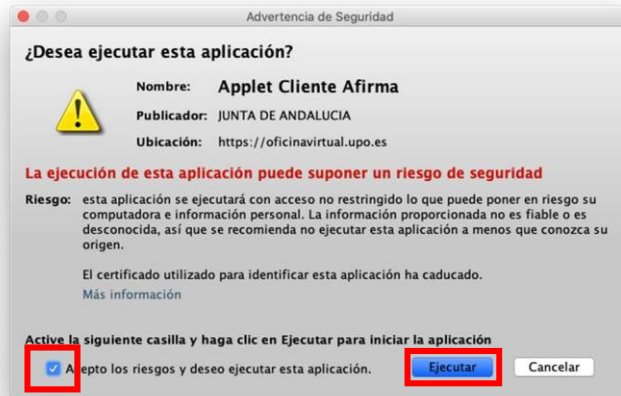 Advertencia de Seguridad
¿Desea ejecutar esta aplicación?
Nombre: Applet Cliente Afirma
Publicador: JUNTA DE ANDALUCIA
Ubicación: https://oficinavirtual.upo.es
La ejecución de esta aplicación puede suponer un riesgo de seguridad
Riesgo: esta aplicación se ejecutará con acceso no restringido lo que puede poner en riesgo su
computadora e información personal. La información proporcionada no es fiable o es
desconocida, así que se recomienda no ejecutar esta aplicación a menos que conozca su
origen.
El certificado utilizado para identificar esta aplicación ha caducado.
Más información
Active la siguiente casilla y haga clic en Ejecutar para iniciar la aplicación
Acepto los riesgos y deseo ejecutar esta aplicación. Ejecutar Cancelar